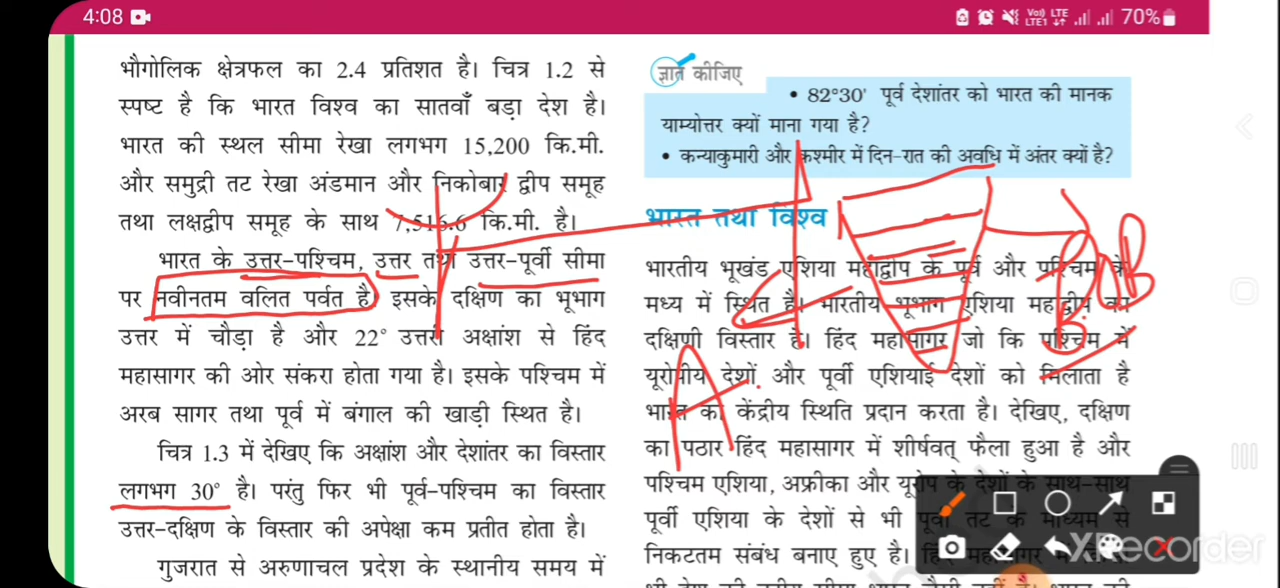 4:08
Vo) LTE
LTE1
70%
भौगोलिक क्षेत्रफल का 2.4 प्रतिशत है। चित्र 1.2 से
स्पष्ट है कि भारत विश्व का सातवाँ बड़ा देश है।
भारत की स्थल सीमा रेखा लगभग 15,200 कि.मी.
और समुद्री तट रेखा अंडमान और निकोबार द्वीप समूह
तथा लक्षद्वीप समूह के साथ 7,516.6 कि.मी. है।
भारत के उत्तर-पश्चिम, उत्तर तथा उत्तर-पूर्वी सीमा
पर नवीनतम वलित पर्वत है। इसके दक्षिण का भूभाग
उत्तर में चौड़ा है और 22° उत्तरी अक्षांश से हिंद
महासागर की ओर संकरा होता गया है। इसके पश्चिम में
अरब सागर तथा पूर्व में बंगाल की खाड़ी स्थित है।
चित्र 1.3 में देखिए कि अक्षांश और देशांतर का विस्तार
लगभग 30° है। परंतु फिर भी पूर्व-पश्चिम का विस्तार
उत्तर-दक्षिण के विस्तार की अपेक्षा कम प्रतीत होता है।
गुजरात से अरुणाचल प्रदेश के स्थानीय समय में
ज्ञात कीजिए
• 82°30' पूर्व देशांतर को भारत की मानक
याम्योत्तर क्यों माना गया है?
• कन्याकुमारी और कश्मीर में दिन-रात की अवधि में अंतर क्यों है?
भारत तथा विश्व
भारतीय भूखंड एशिया महाद्वीप के पूर्व और पश्चिम के
मध्य में स्थित है। भारतीय भूभाग एशिया महाद्वीप का
दक्षिणी विस्तार है। हिंद महासागर जो कि पश्चिम में
यूरोपीय देशों और पूर्वी एशियाई देशों को मिलाता है
भारत को केंद्रीय स्थिति प्रदान करता है। देखिए, दक्षिण
का पठार हिंद महासागर में शीर्षवत् फैला हुआ है और
पश्चिम एशिया, अफ्रीका और यूरोप के देशों के साथ-साथ
पूर्वी एशिया के देशों से भी पूर्वी तट के माध्यम से
निकटतम संबंध बनाए हुए है।
A
BOB
B
XRecorder